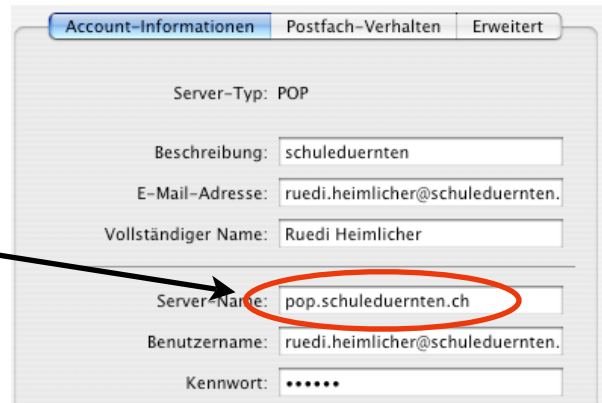 Account-Informationen Postfach-Verhalten Erweitert
Server-Typ: POP
Beschreibung: schuleduernten
E-Mail-Adresse: ruedi.heimlicher@schuleduernten.
Vollständiger Name: Ruedi Heimlicher
Server-Name: pop.schuleduernten.ch
Benutzername: ruedi.heimlicher@schuleduernten.
Kennwort: ••••••